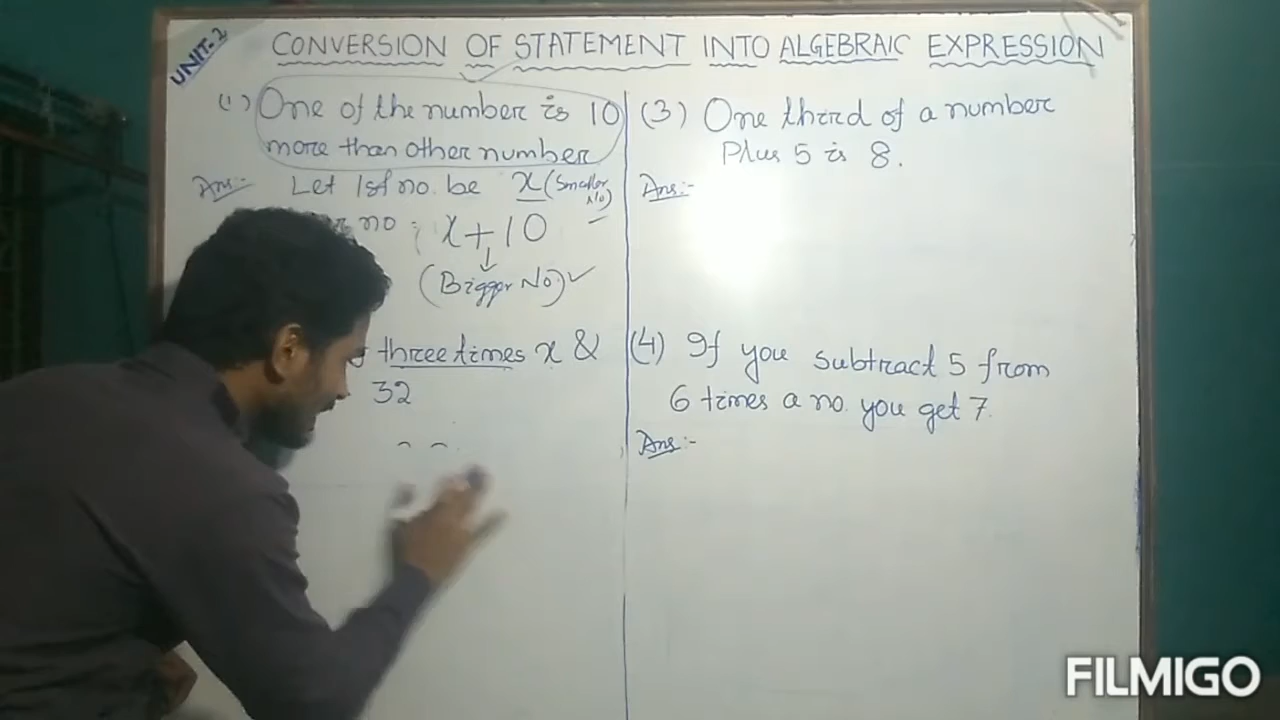 UNIT-2
CONVERSION OF STATEMENT INTO ALGEBRAIC EXPRESSION
(1) One of the number is 10
more than other number
Ans:- Let 1st no. be x (Smaller
No)
no = x+10
(Bigger No)
three times x &
32
(3) One third of a number
Plus 5 is 8.
Ans:-
(4) If you subtract 5 from
6 times a no. you get 7
Ans:-
FILMIGO